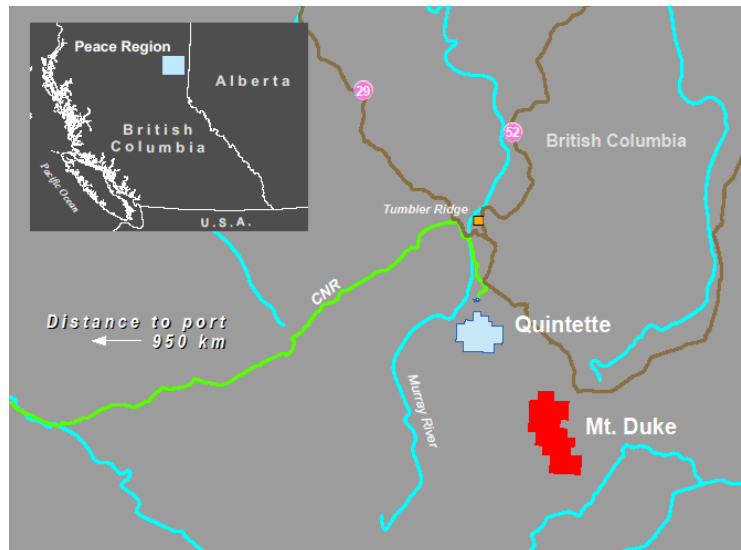 Peace Region
Alberta
British
Columbia
Pacific Ocean
U.S.A.
29
52
British Columbia
Tumbler Ridge
CNR
Distance to port
950 km
Quintette
Murray River
Mt. Duke